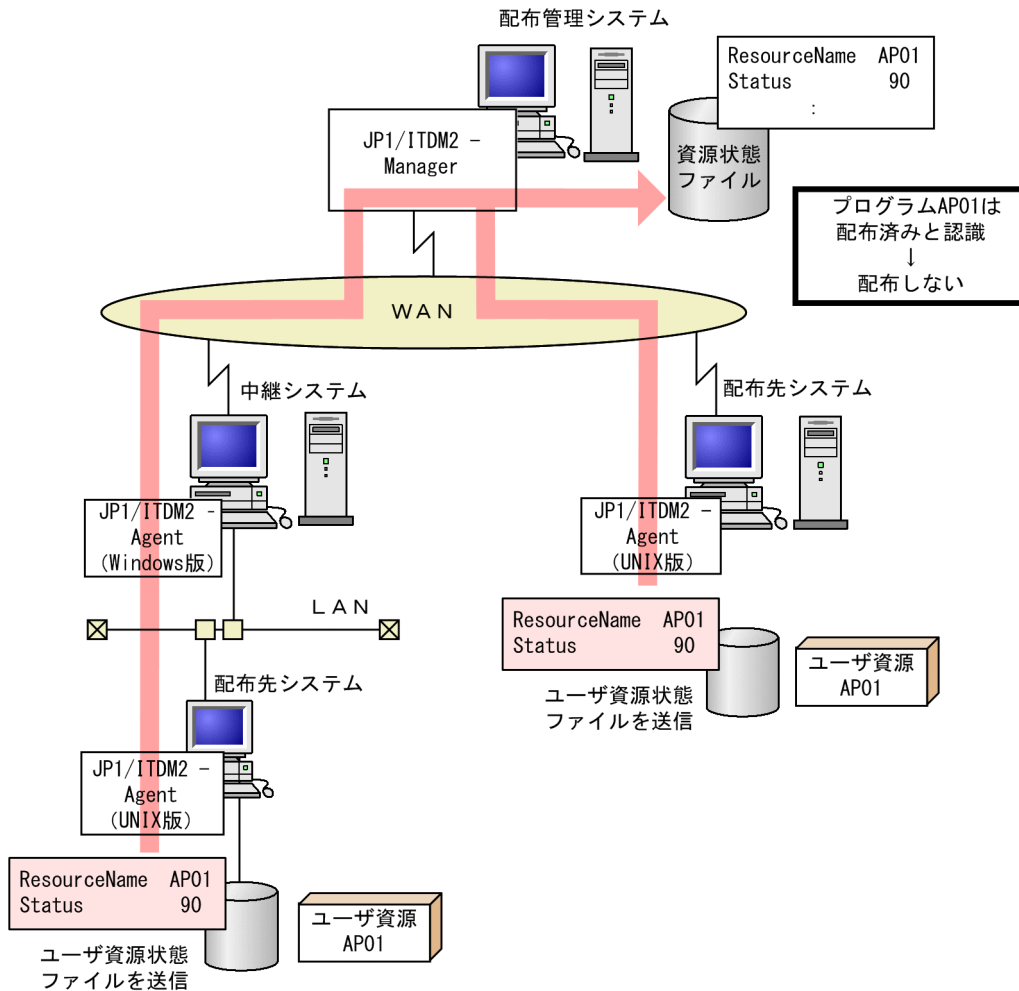 配布管理システム
ResourceName AP01
Status 90
:
JP1/ITDM2 -
Manager
資源状態
ファイル
プログラムAP01は
配布済みと認識
↓
配布しない
ＷＡＮ
中継システム
配布先システム
JP1/ITDM2 -
Agent
(Windows版)
JP1/ITDM2 -
Agent
(UNIX版)
ＬＡＮ
ResourceName AP01
Status 90
ユーザ資源
AP01
ユーザ資源状態
ファイルを送信
配布先システム
JP1/ITDM2 -
Agent
(UNIX版)
ResourceName AP01
Status 90
ユーザ資源
AP01
ユーザ資源状態
ファイルを送信